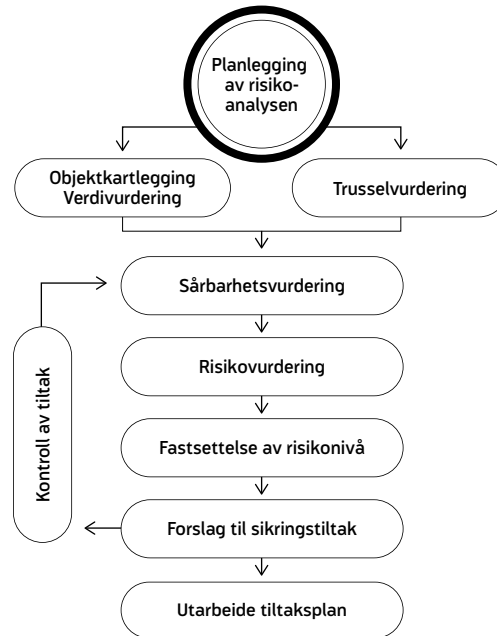 Planlegging
av risiko-
analysen
Objektkartlegging
Verdivurdering
Trusselvurdering
Sårbarhetsvurdering
Risikovurdering
Kontroll av tiltak
Fastsettelse av risikonivå
Forslag til sikringstiltak
Utarbeide tiltaksplan